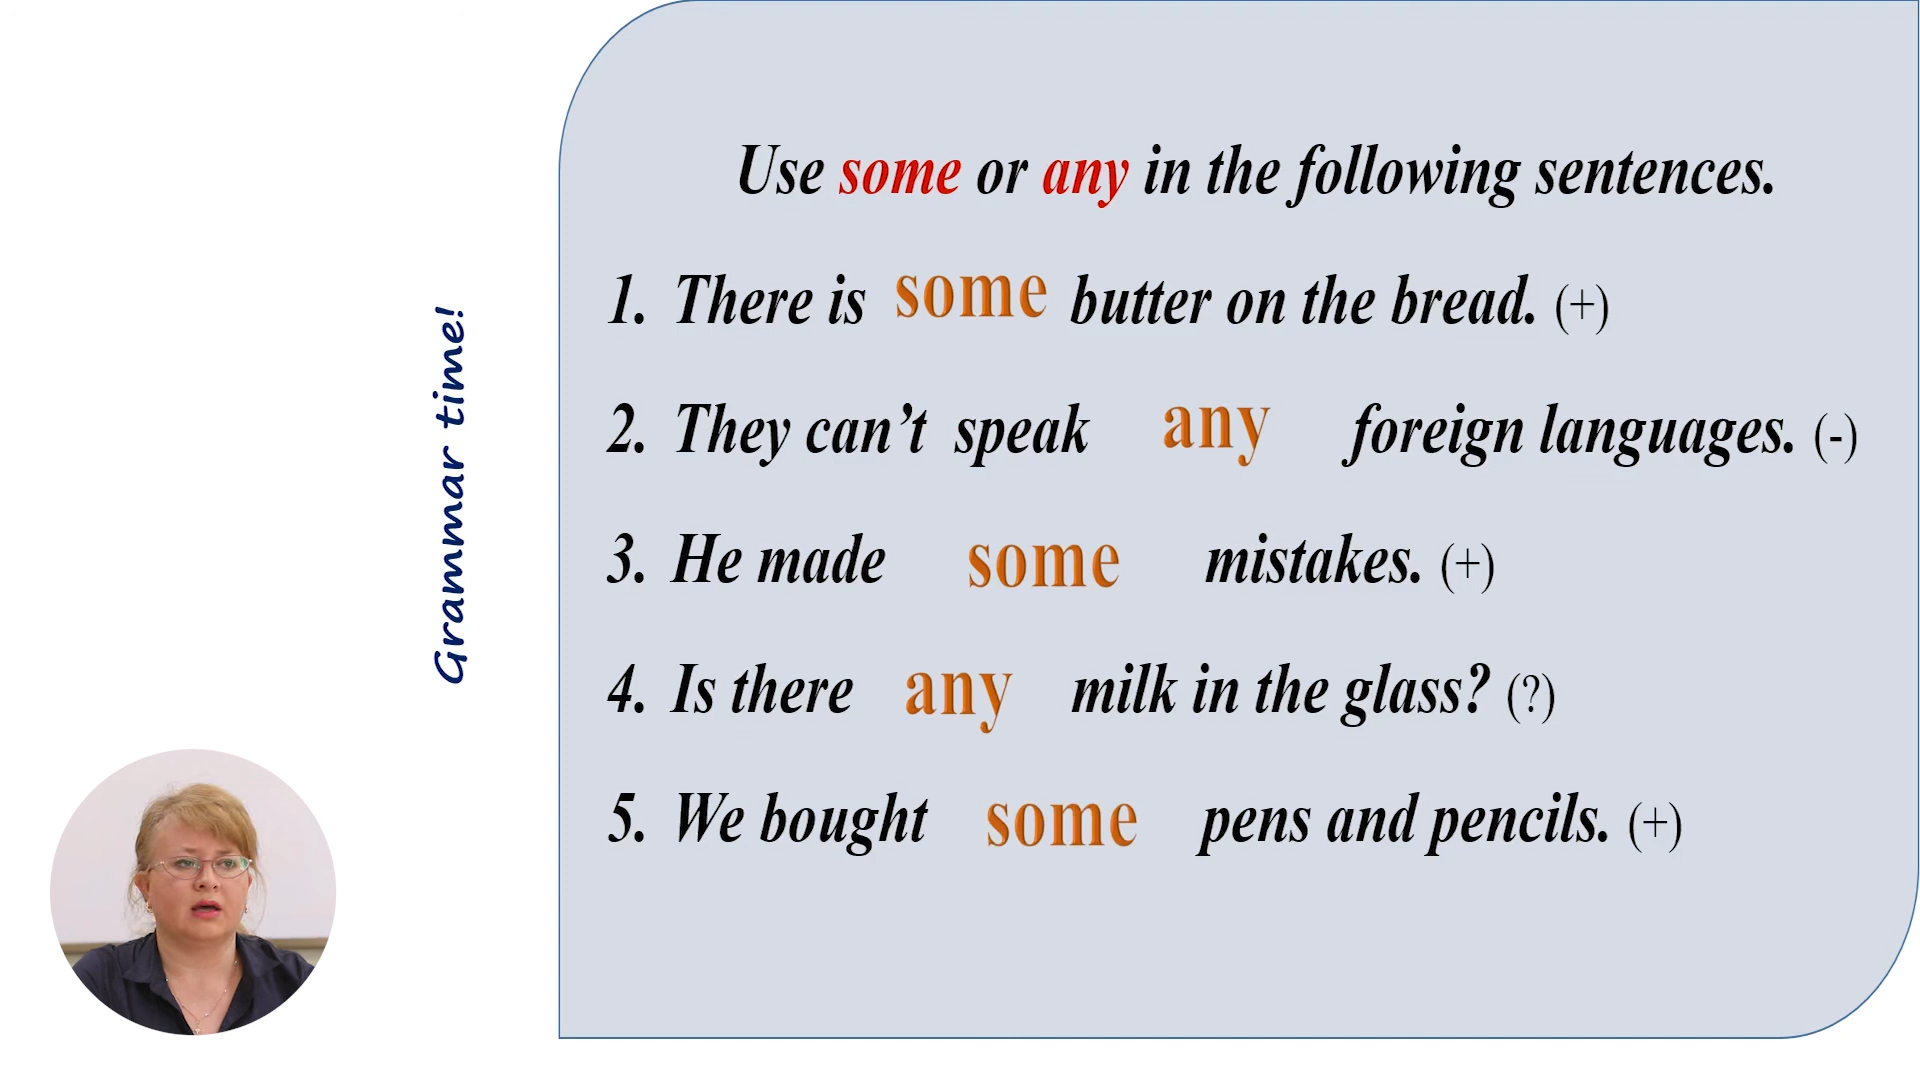 Grammar time!
Use some or any in the following sentences.
1. There is some butter on the bread. (+)
2. They can’t speak any foreign languages. (-)
3. He made some mistakes. (+)
4. Is there any milk in the glass? (?)
5. We bought some pens and pencils. (+)